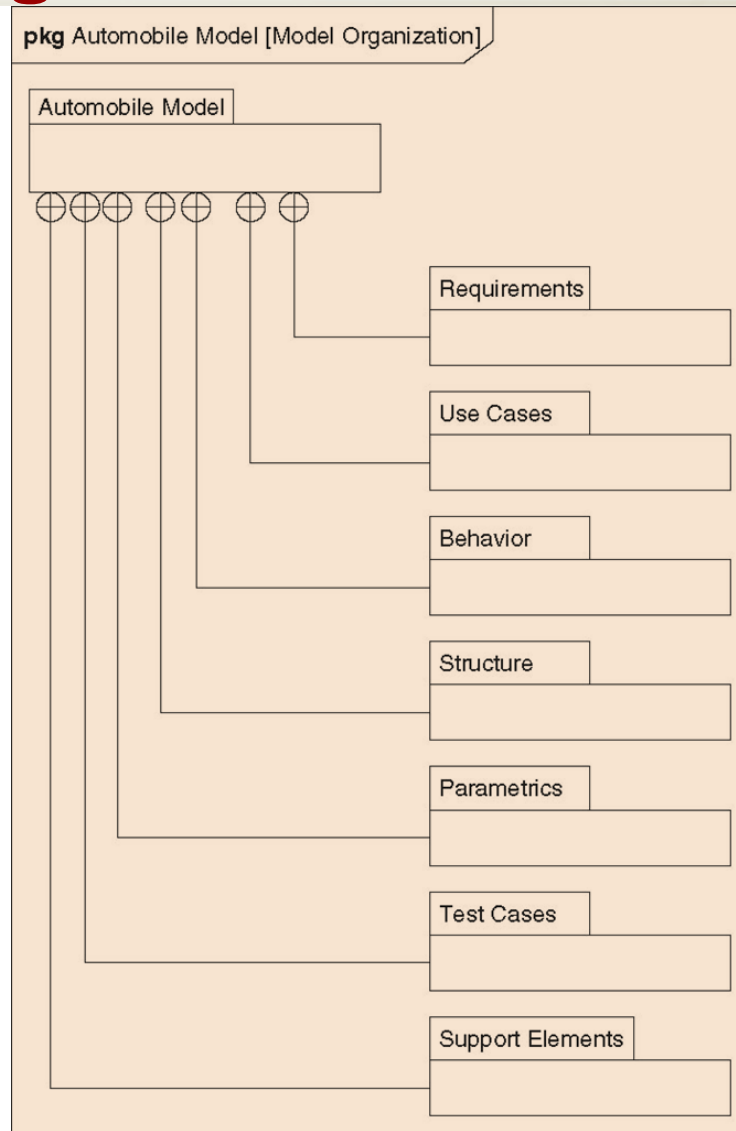 pkg Automobile Model [Model Organization]
Automobile Model
Requirements
Use Cases
Behavior
Structure
Parametrics
Test Cases
Support Elements